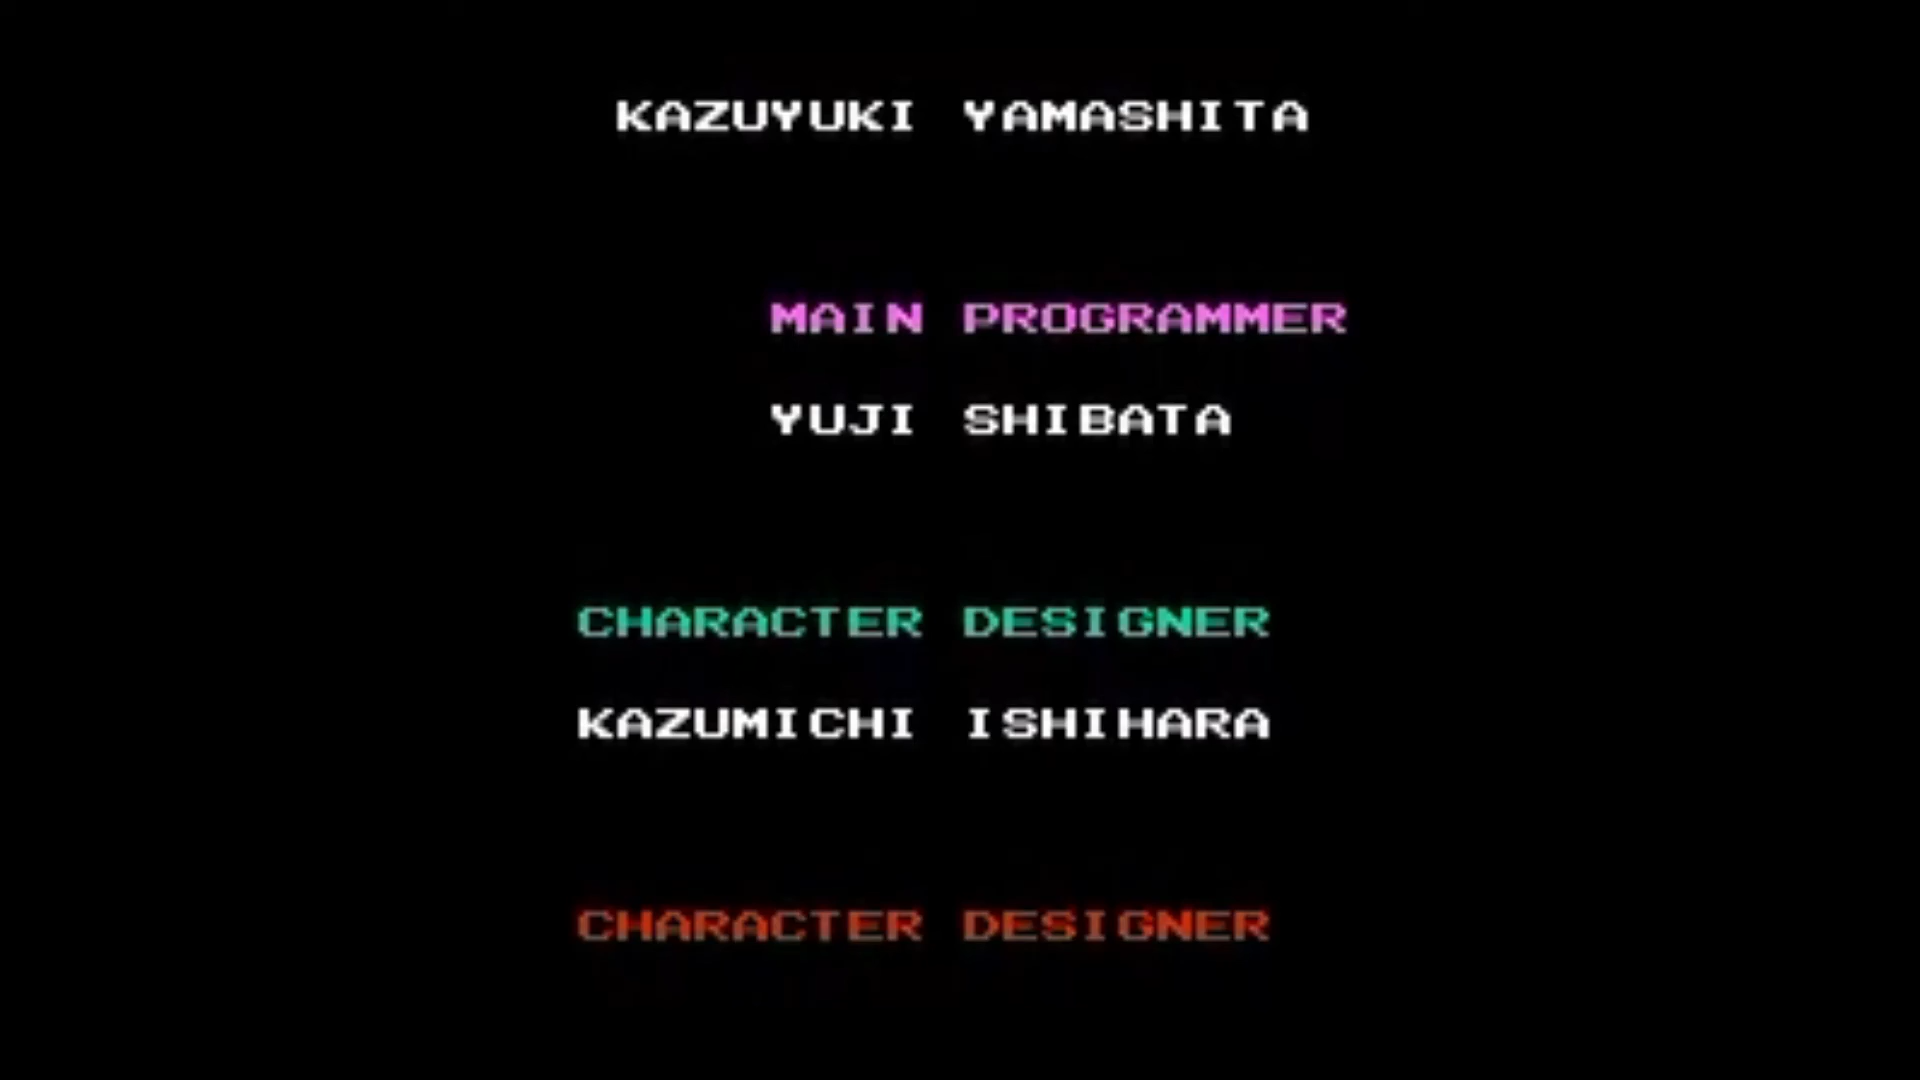 KAZUYUKI YAMASHITA
MAIN PROGRAMMER
YUJI SHIBATA
CHARACTER DESIGNER
KAZUMICHI ISHIHARA
CHARACTER DESIGNER